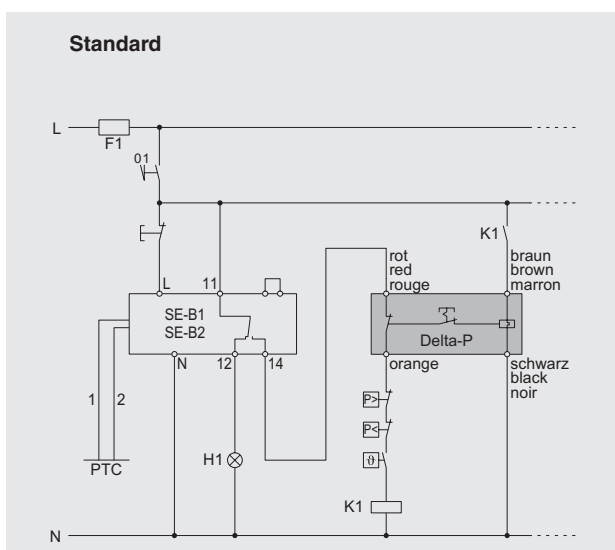 Standard
L
F1
01
K1
rot
red
rouge
braun
brown
marron
L
11
SE-B1
SE-B2
Delta-P
N
12
14
orange
schwarz
black
noir
1
2
P>
P<
H1
ϑ
PTC
K1
N